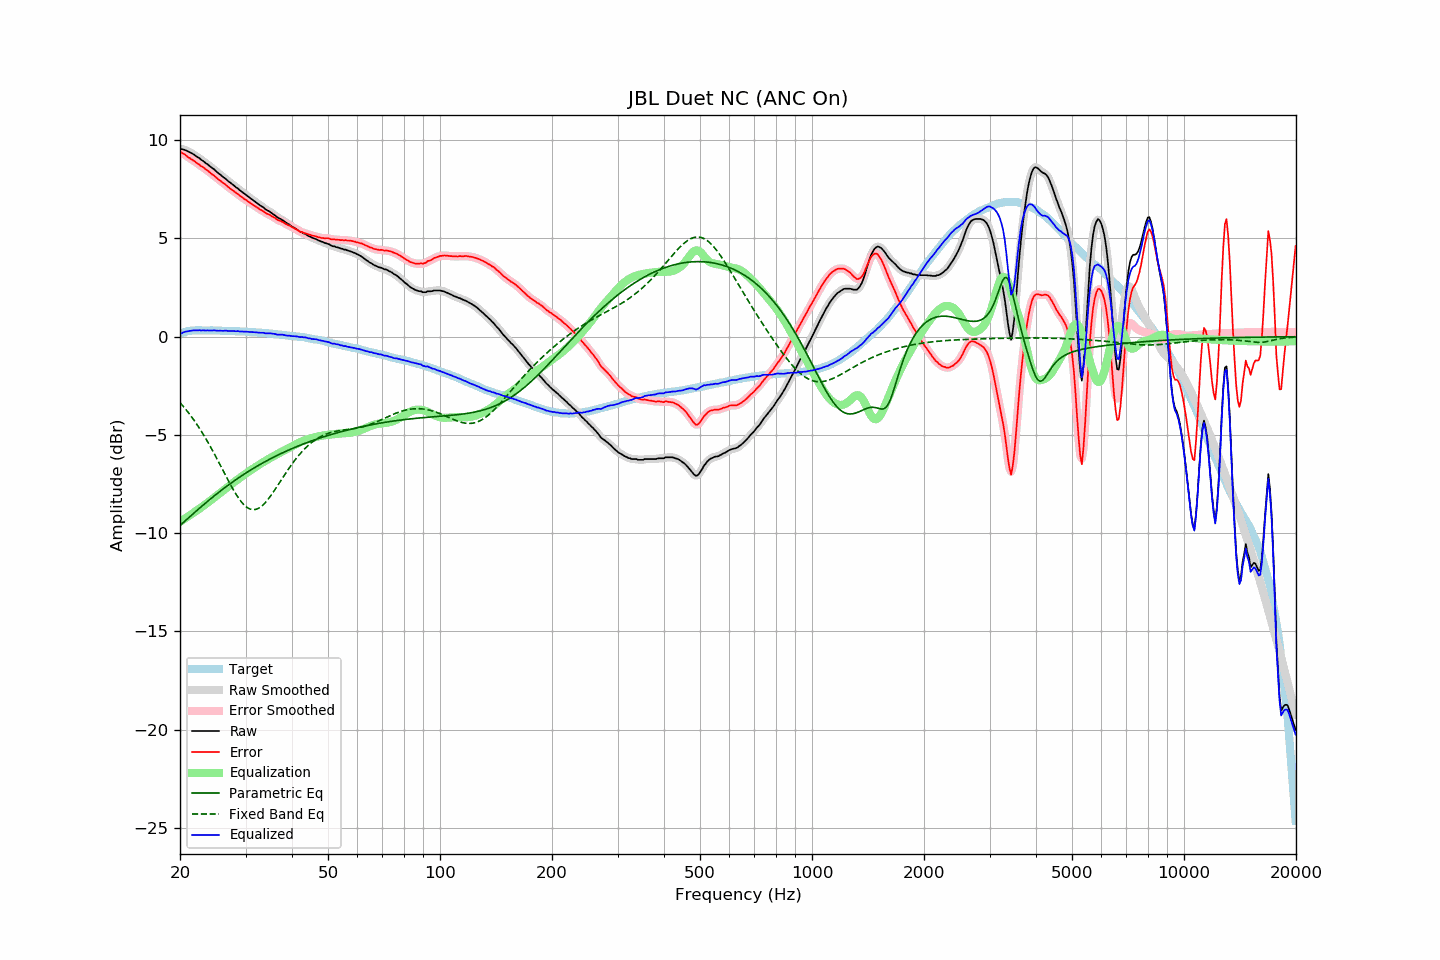 JBL Duet NC (ANC On)
10
5
0
−5
−10
−15
−20
−25
Amplitude (dBr)
Target
Raw Smoothed
Error Smoothed
Raw
Error
Equalization
Parametric Eq
Fixed Band Eq
Equalized
20 50 100 200 500 1000 2000 5000 10000 20000
Frequency (Hz)